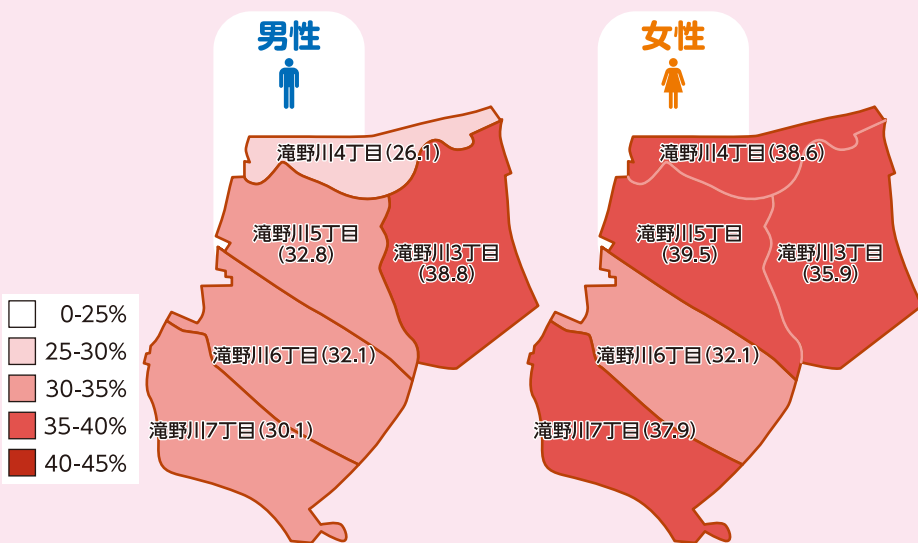 男性
滝野川4丁目(26.1)
滝野川5丁目
(32.8)
滝野川3丁目
(38.8)
滝野川6丁目(32.1)
滝野川7丁目(30.1)
女性
滝野川4丁目(38.6)
滝野川5丁目
(39.5)
滝野川3丁目
(35.9)
滝野川6丁目(32.1)
滝野川7丁目(37.9)
0-25%
25-30%
30-35%
35-40%
40-45%